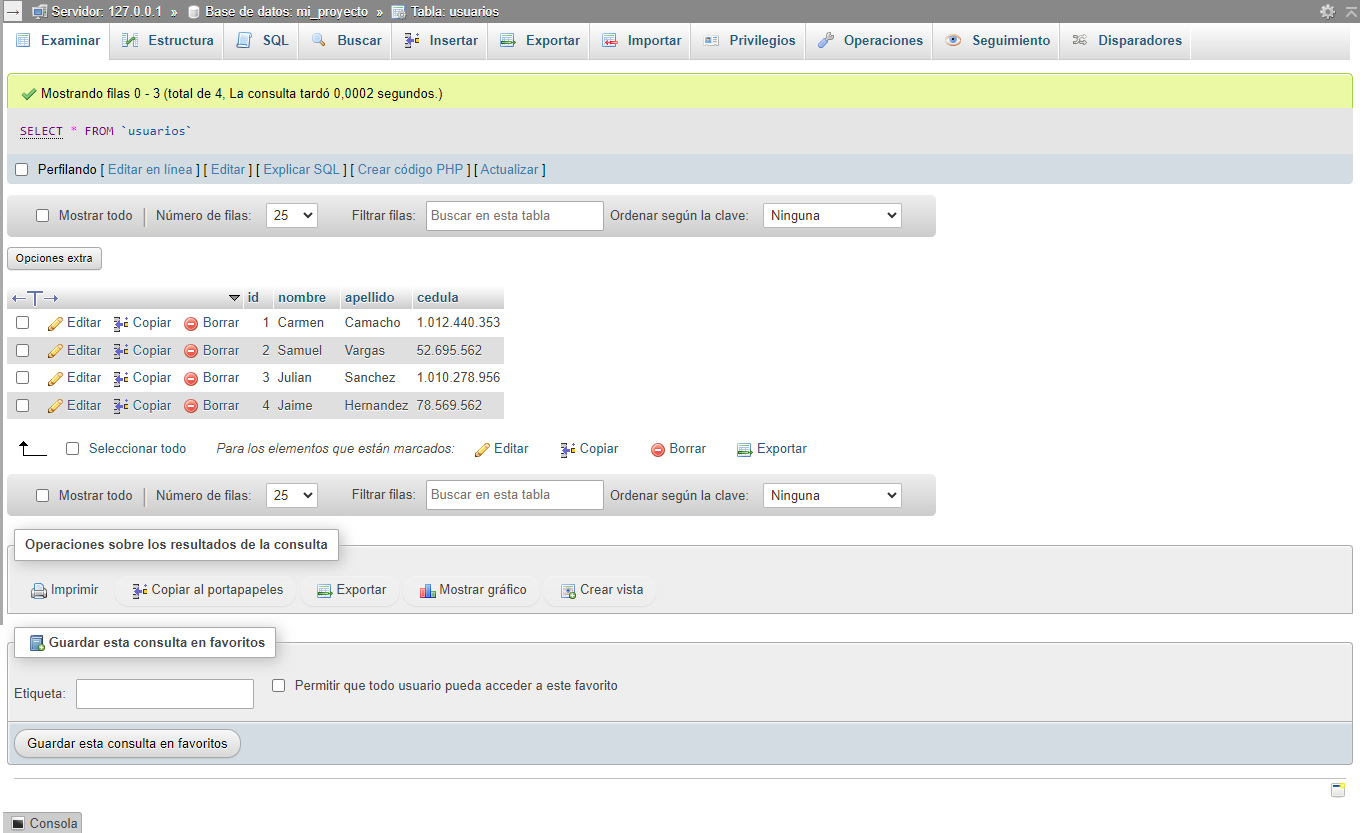 Servidor: 127.0.0.1 » Base de datos: mi_proyecto » Tabla: usuarios
Examinar Estructura SQL Buscar Insertar Exportar Importar Privilegios Operaciones Seguimiento Disparadores
Mostrando filas 0 - 3 (total de 4, La consulta tardó 0,0002 segundos.)
SELECT * FROM `usuarios`
Perfilando [ Editar en línea ] [ Editar ] [ Explicar SQL ] [ Crear código PHP ] [ Actualizar ]
Mostrar todo | Número de filas: 25 Filtrar filas: Buscar en esta tabla Ordenar según la clave: Ninguna
Opciones extra
←T→ id nombre apellido cedula
Editar Copiar Borrar 1 Carmen Camacho 1.012.440.353
Editar Copiar Borrar 2 Samuel Vargas 52.695.562
Editar Copiar Borrar 3 Julian Sanchez 1.010.278.956
Editar Copiar Borrar 4 Jaime Hernandez 78.569.562
Seleccionar todo Para los elementos que están marcados: Editar Copiar Borrar Exportar
Mostrar todo | Número de filas: 25 Filtrar filas: Buscar en esta tabla Ordenar según la clave: Ninguna
Operaciones sobre los resultados de la consulta
Imprimir Copiar al portapapeles Exportar Mostrar gráfico Crear vista
Guardar esta consulta en favoritos
Etiqueta: Permitir que todo usuario pueda acceder a este favorito
Guardar esta consulta en favoritos
Consola